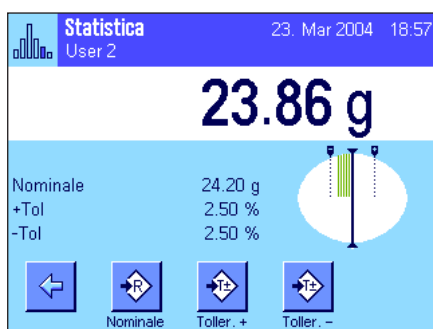 Statistica 23. Mar 2004 18:57
User 2
23.86 g
Nominale 24.20 g
+Tol 2.50 %
-Tol 2.50 %
R T± T±
Nominale Toller. + Toller. –